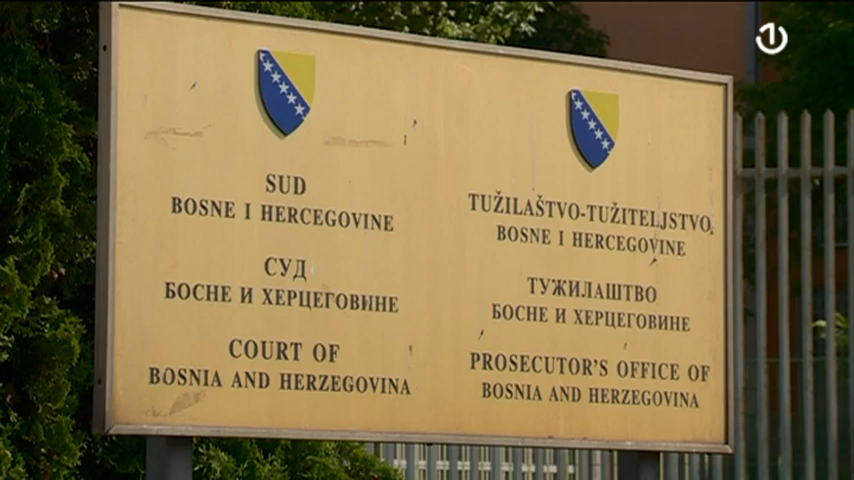 SUD
BOSNE I HERCEGOVINE
СУД
БОСНЕ И ХЕРЦЕГОВИНЕ
COURT OF
BOSNIA AND HERZEGOVINA
TUŽILAŠTVO-TUŽITELJSTVO
BOSNE I HERCEGOVINE
ТУЖИЛАШТВО
БОСНЕ И ХЕРЦЕГОВИНЕ
PROSECUTOR'S OFFICE OF
BOSNIA AND HERZEGOVINA
1